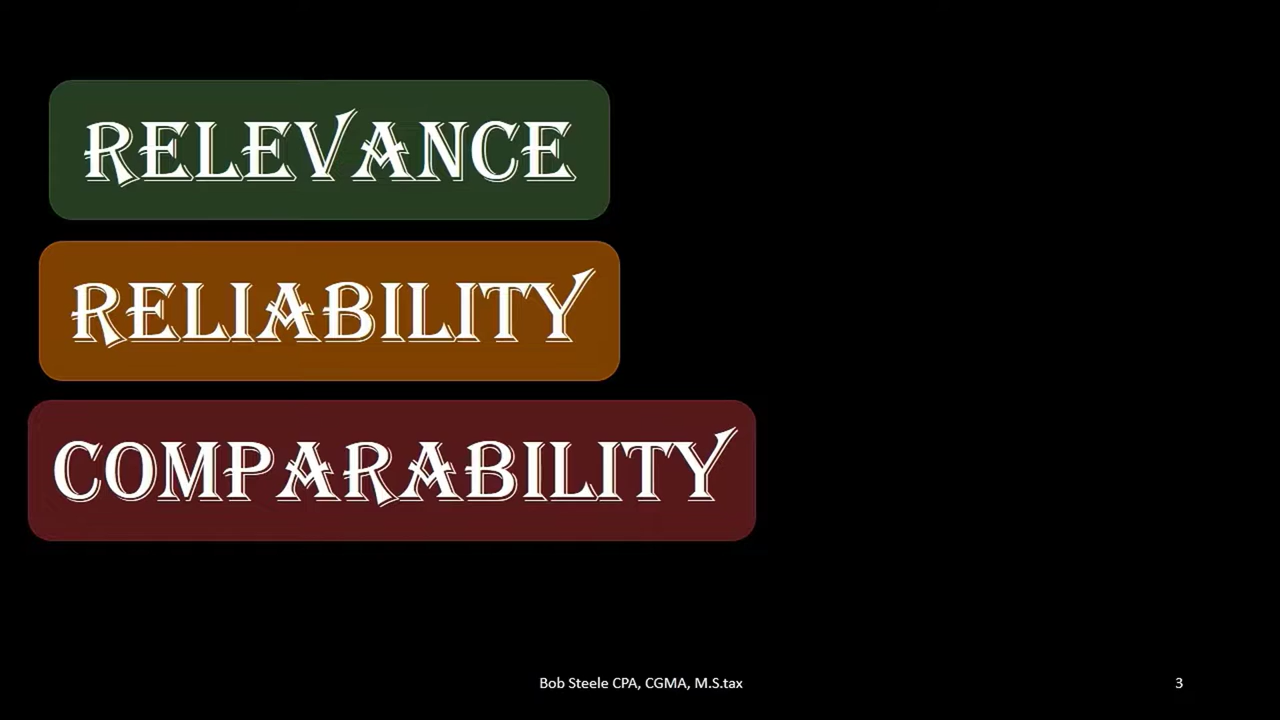 RELEVANCE
RELIABILITY
COMPARABILITY
Bob Steele CPA, CGMA, M.S.tax
3